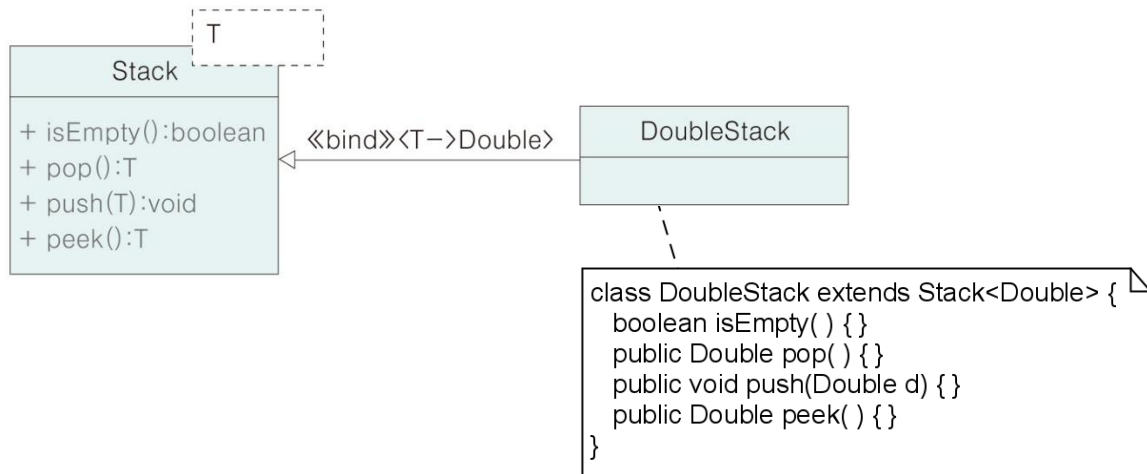 T
Stack
+ isEmpty():boolean
+ pop():T
+ push(T):void
+ peek():T
≪bind≫<T->Double>
DoubleStack
class DoubleStack extends Stack<Double> {
boolean isEmpty( ) { }
public Double pop( ) { }
public void push(Double d) { }
public Double peek( ) { }
}